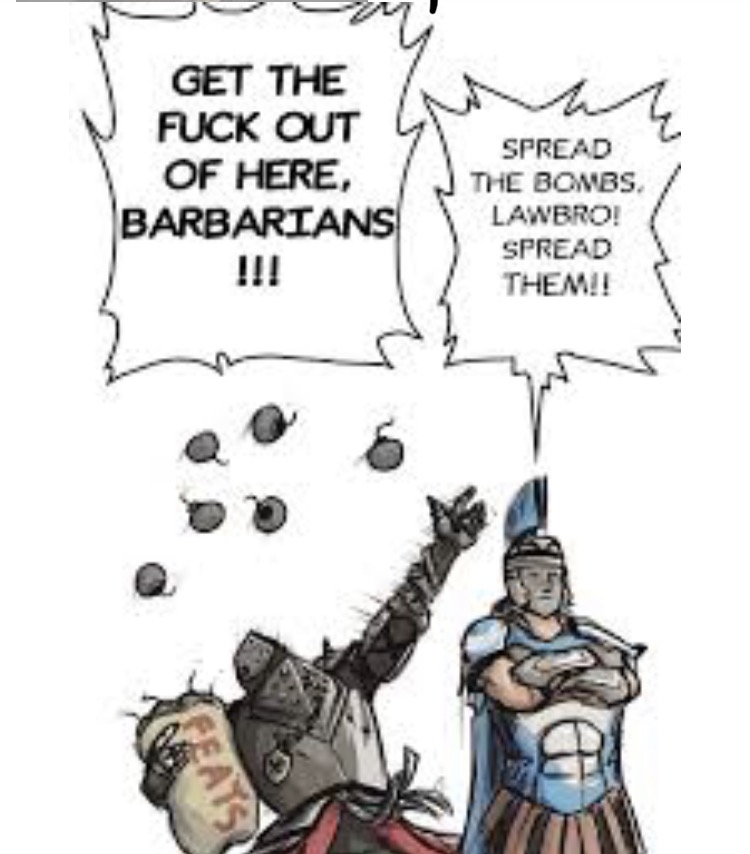 GET THE
FUCK OUT
OF HERE,
BARBARIANS
!!!
SPREAD
THE BOMBS,
LAWBRO!
SPREAD
THEM!!
FEATS